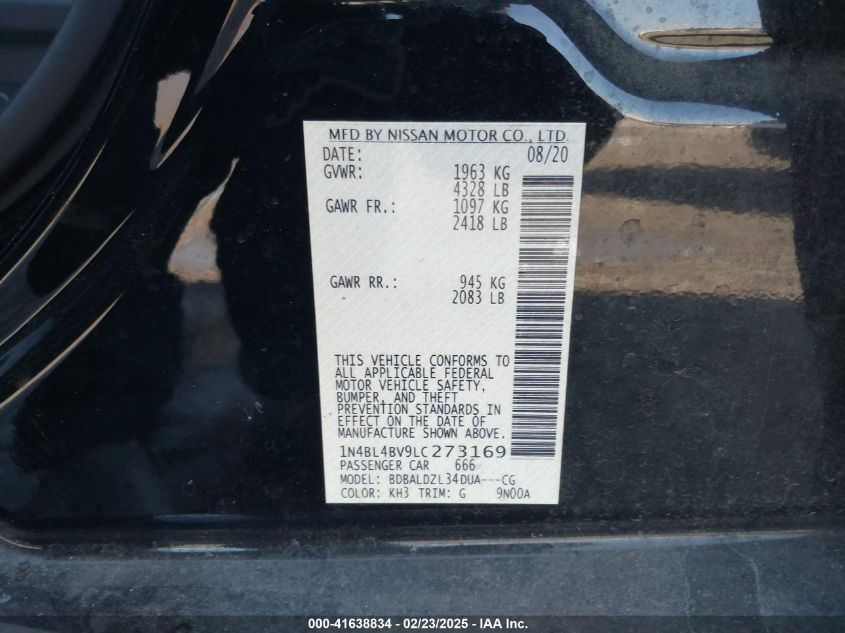 MFD BY NISSAN MOTOR CO., LTD.
DATE: 08/20
GVWR: 1963 KG
4328 LB
GAWR FR.: 1097 KG
2418 LB
GAWR RR.: 945 KG
2083 LB
THIS VEHICLE CONFORMS TO
ALL APPLICABLE FEDERAL
MOTOR VEHICLE SAFETY,
BUMPER, AND THEFT
PREVENTION STANDARDS IN
EFFECT ON THE DATE OF
MANUFACTURE SHOWN ABOVE.
1N4BL4BV9LC273169
PASSENGER CAR 666
MODEL: BDBALDZL34DUA---CG
COLOR: KH3 TRIM: G 9N00A
000-41638834 - 02/23/2025 - IAA Inc.